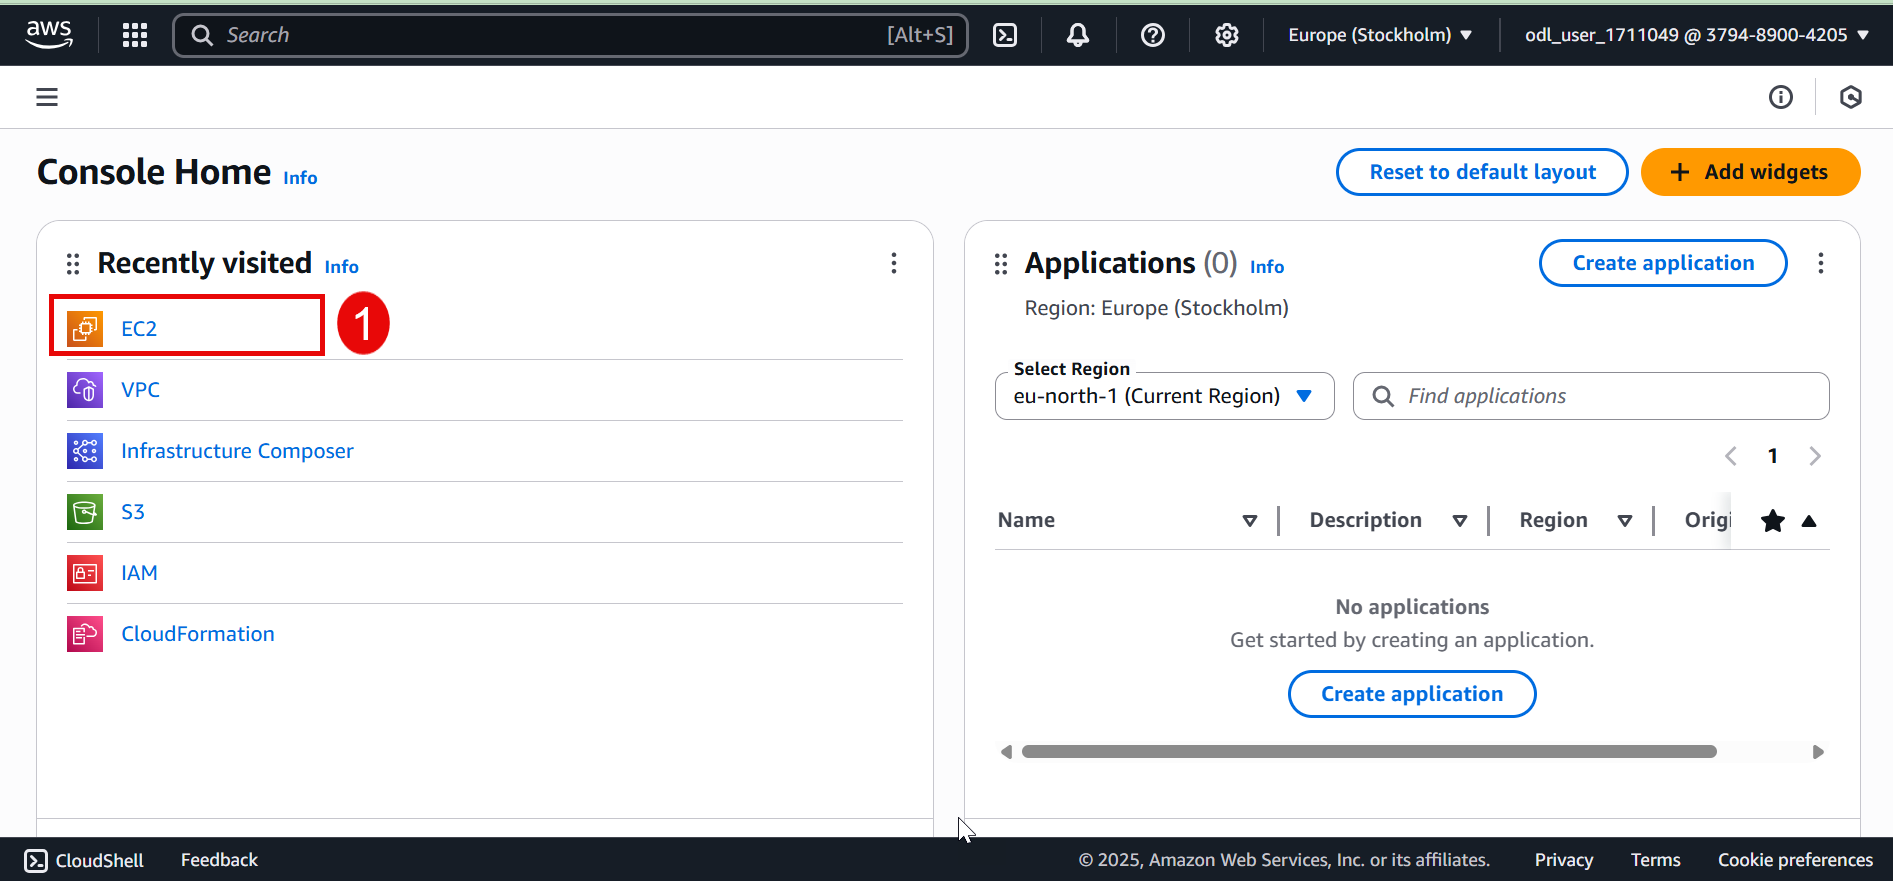 aws
Search [Alt+S]
Europe (Stockholm)
odl_user_1711049 @ 3794-8900-4205
Console Home Info
Reset to default layout
+ Add widgets
Recently visited Info
EC2
1
VPC
Infrastructure Composer
S3
IAM
CloudFormation
Applications (0) Info
Create application
Region: Europe (Stockholm)
Select Region
eu-north-1 (Current Region)
Find applications
1
Name Description Region Origi
No applications
Get started by creating an application.
Create application
CloudShell Feedback
© 2025, Amazon Web Services, Inc. or its affiliates. Privacy Terms Cookie preferences